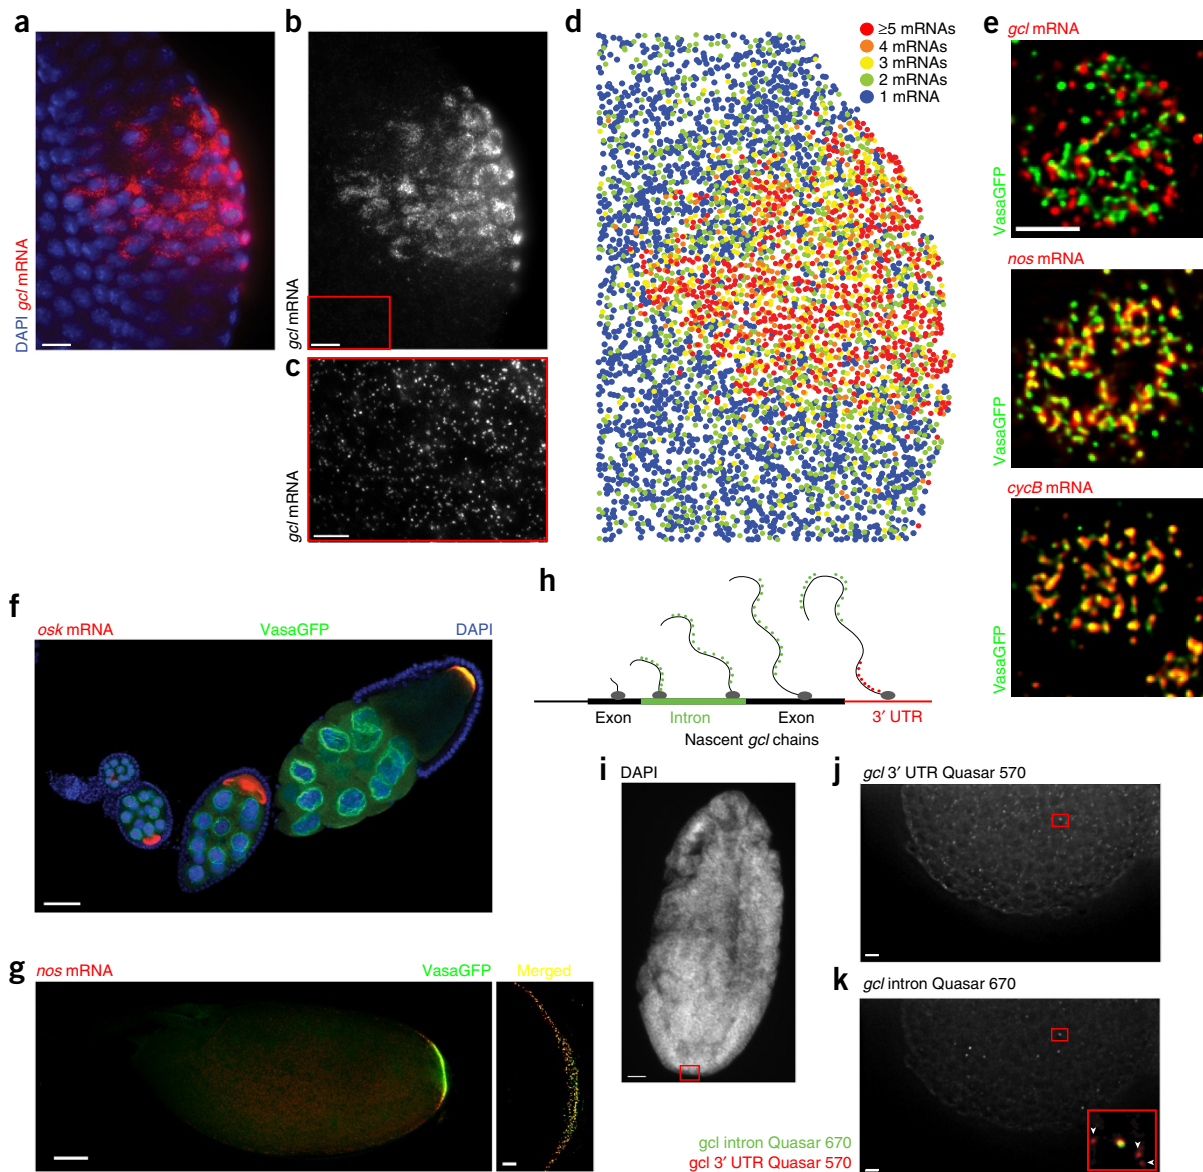 a
DAPI gcl mRNA
b
gcl mRNA
c
gcl mRNA
d
≥5 mRNAs
4 mRNAs
3 mRNAs
2 mRNAs
1 mRNA
e
gcl mRNA
VasaGFP
nos mRNA
VasaGFP
cycB mRNA
VasaGFP
f
osk mRNA VasaGFP DAPI
g
nos mRNA VasaGFP Merged
h
Exon Intron Exon 3′ UTR
Nascent gcl chains
i
DAPI
j
gcl 3′ UTR Quasar 570
k
gcl intron Quasar 670
gcl intron Quasar 670
gcl 3′ UTR Quasar 570